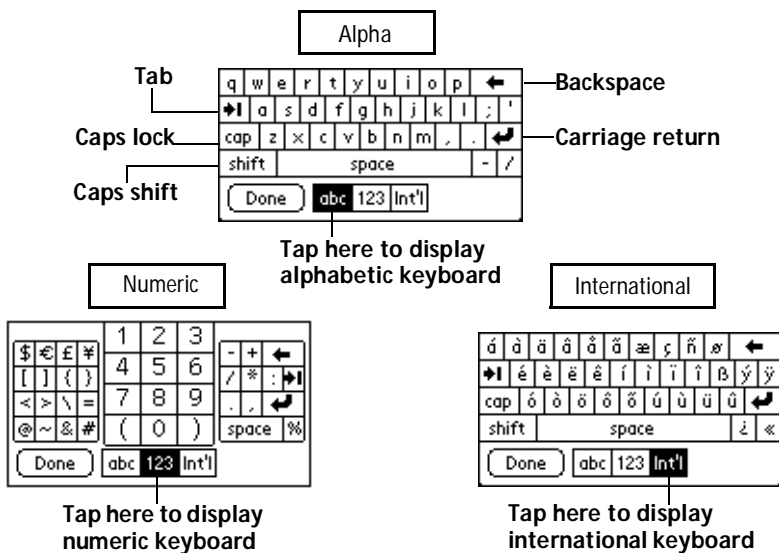 Alpha
Tab
q w e r t y u i o p
Backspace
a s d f g h j k l ; '
Caps lock
cap z x c v b n m , .
Carriage return
shift space - /
Caps shift
Done abc 123 Int'l
Tap here to display
alphabetic keyboard
Numeric
1 2 3
$ € £ ¥ - +
4 5 6
[ ] { } / * :
7 8 9
< > \ = . ,
( 0 )
@ ~ & # space %
Done abc 123 Int'l
Tap here to display
numeric keyboard
International
á à ä â å ã æ ç ñ ø
é è ë ê í ì ï î ß ý ÿ
cap ó ò ö ô õ ú ù ü û
shift space ¿ «
Done abc 123 Int'l
Tap here to display
international keyboard